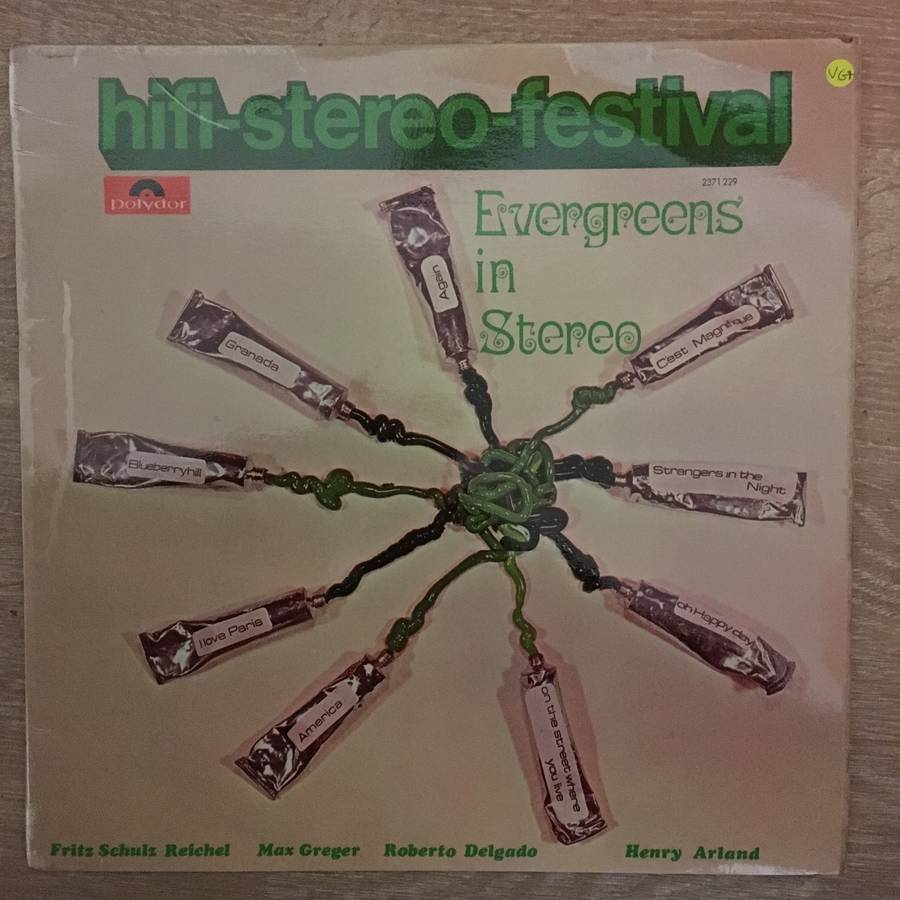 hifi-stereo-festival
VG+
polydor
2371 229
Evergreens
in
Stereo
Again
Granada
C'est Magnifique
Blueberryhill
Strangers in the
Night
I love Paris
oh Happy day
America
on the street where
you live
Fritz Schulz Reichel Max Greger Roberto Delgado Henry Arland